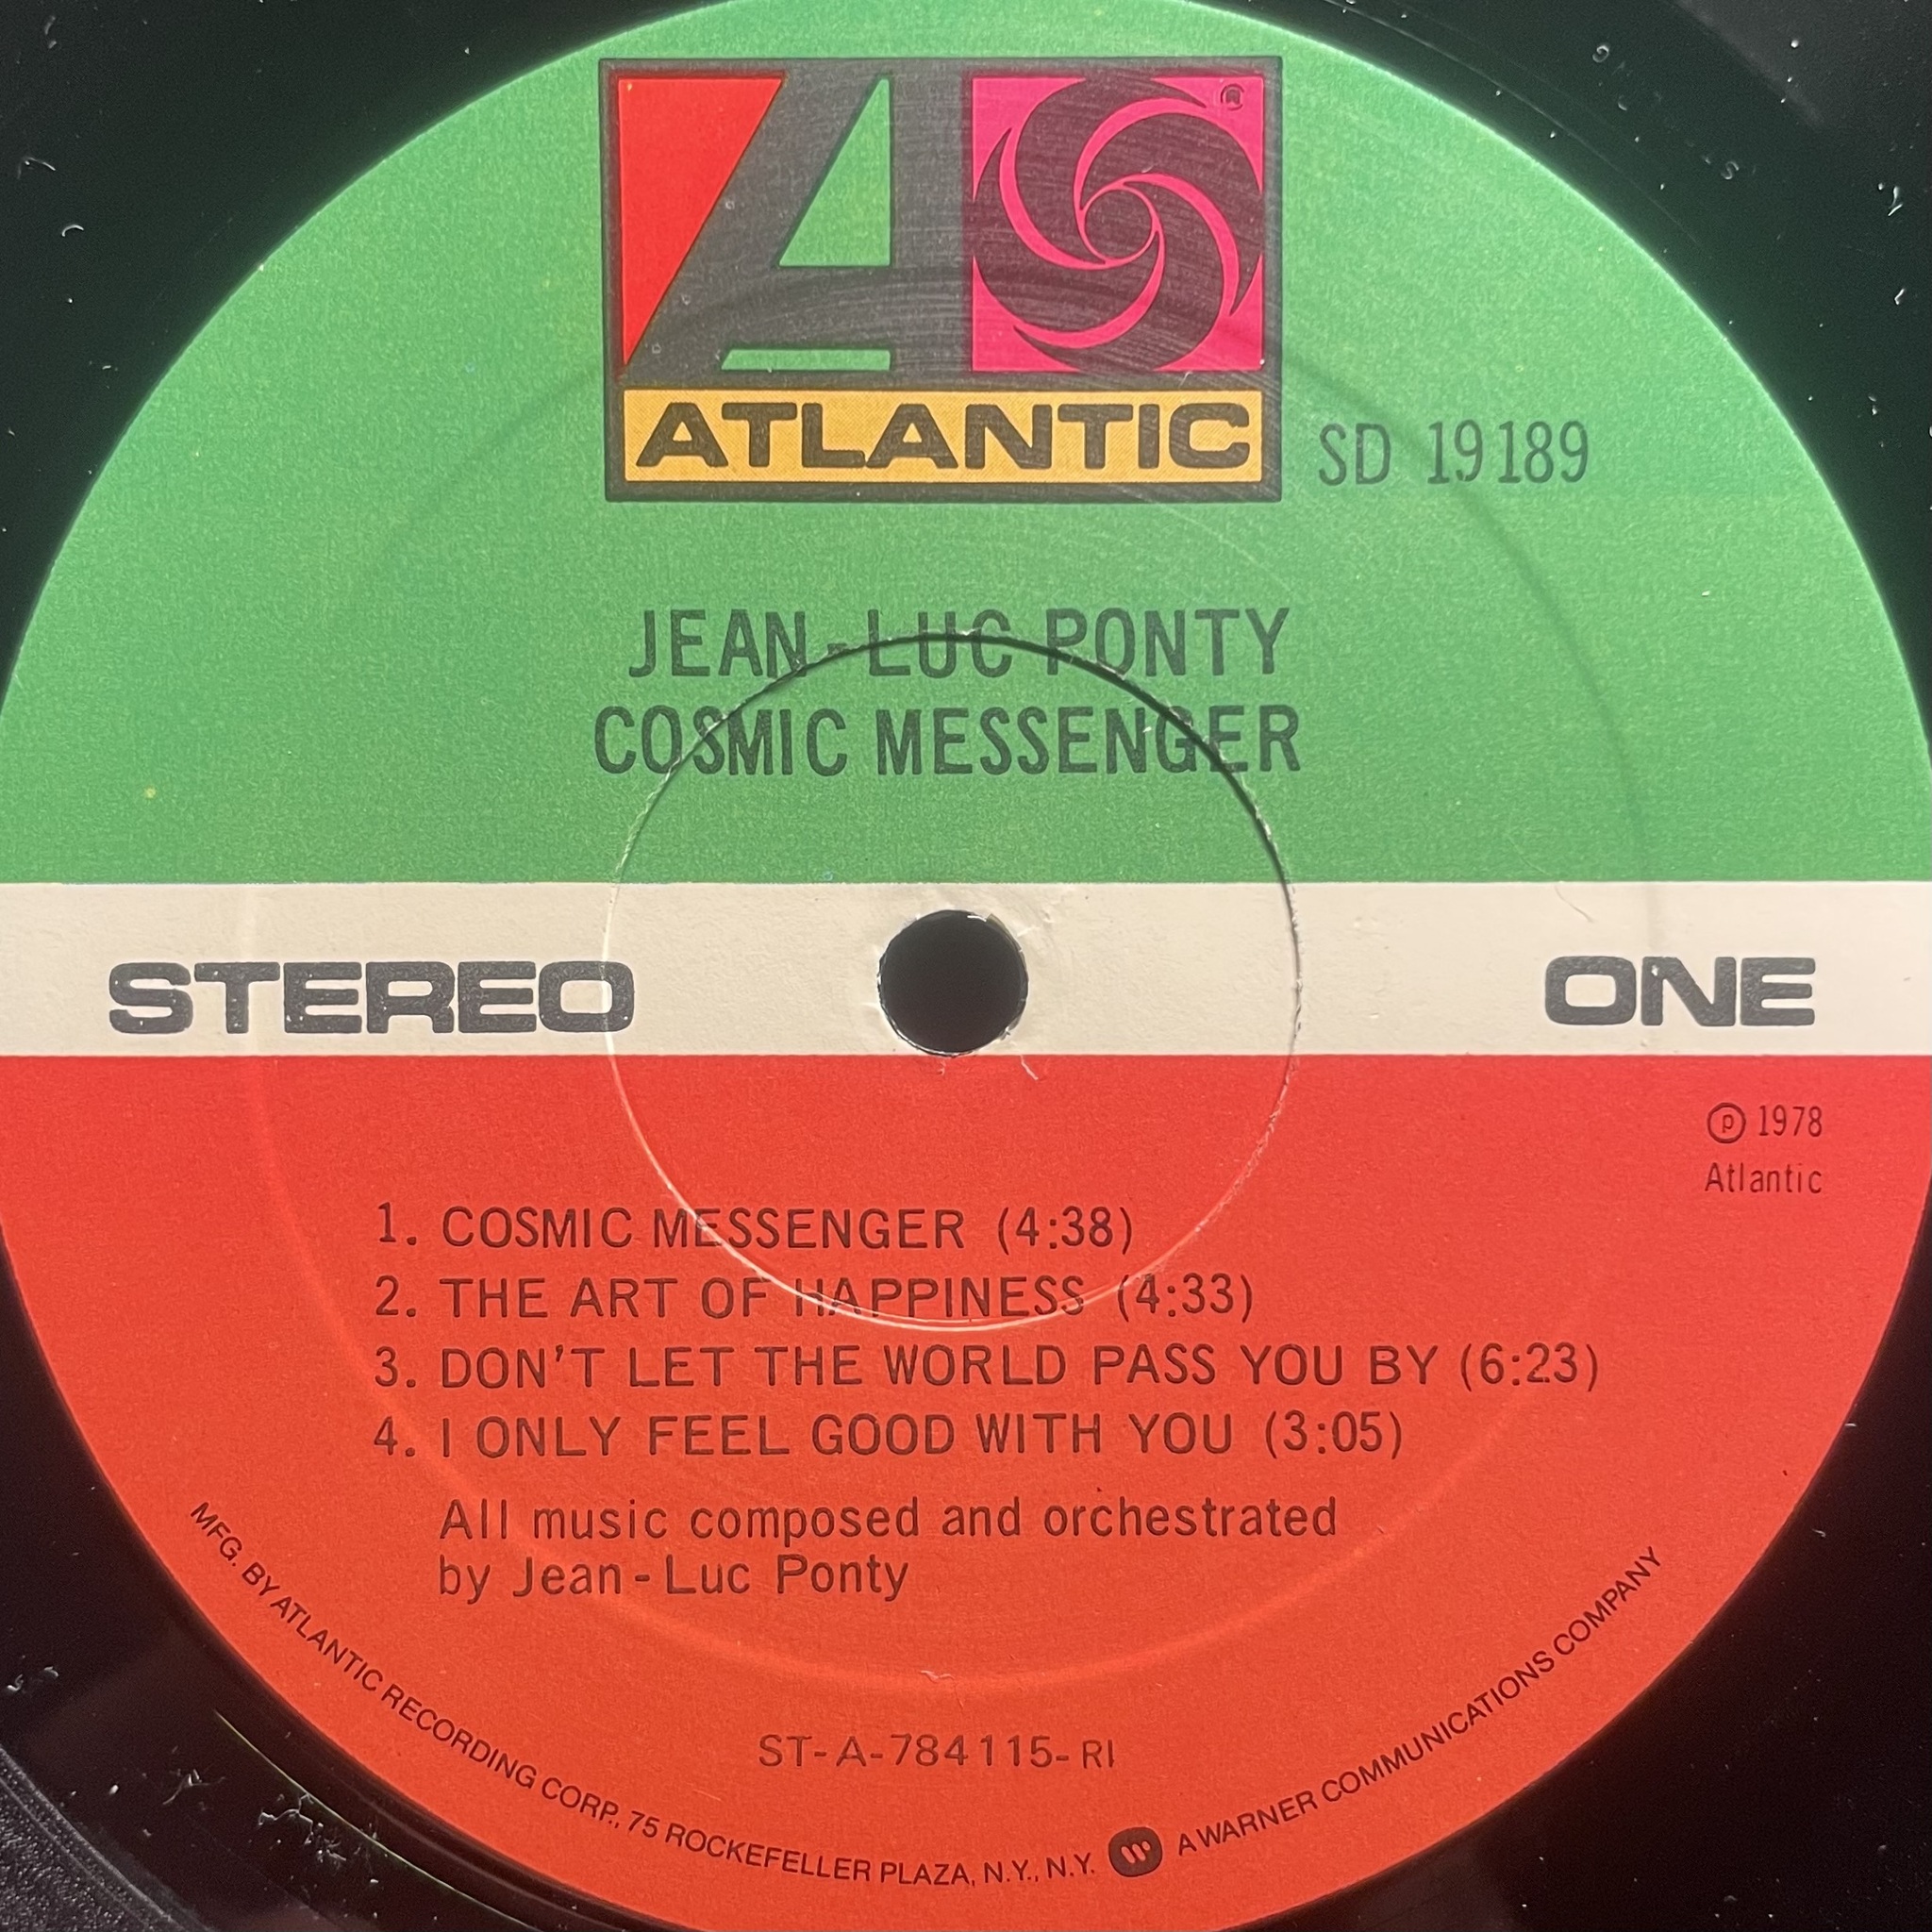 ATLANTIC
SD 19189
JEAN-LUC PONTY
COSMIC MESSENGER
STEREO
ONE
℗ 1978
Atlantic
1. COSMIC MESSENGER (4:38)
2. THE ART OF HAPPINESS (4:33)
3. DON'T LET THE WORLD PASS YOU BY (6:23)
4. I ONLY FEEL GOOD WITH YOU (3:05)
All music composed and orchestrated
by Jean-Luc Ponty
ST-A-784115-RI
MFG. BY ATLANTIC RECORDING CORP., 75 ROCKEFELLER PLAZA, N.Y., N.Y. A WARNER COMMUNICATIONS COMPANY